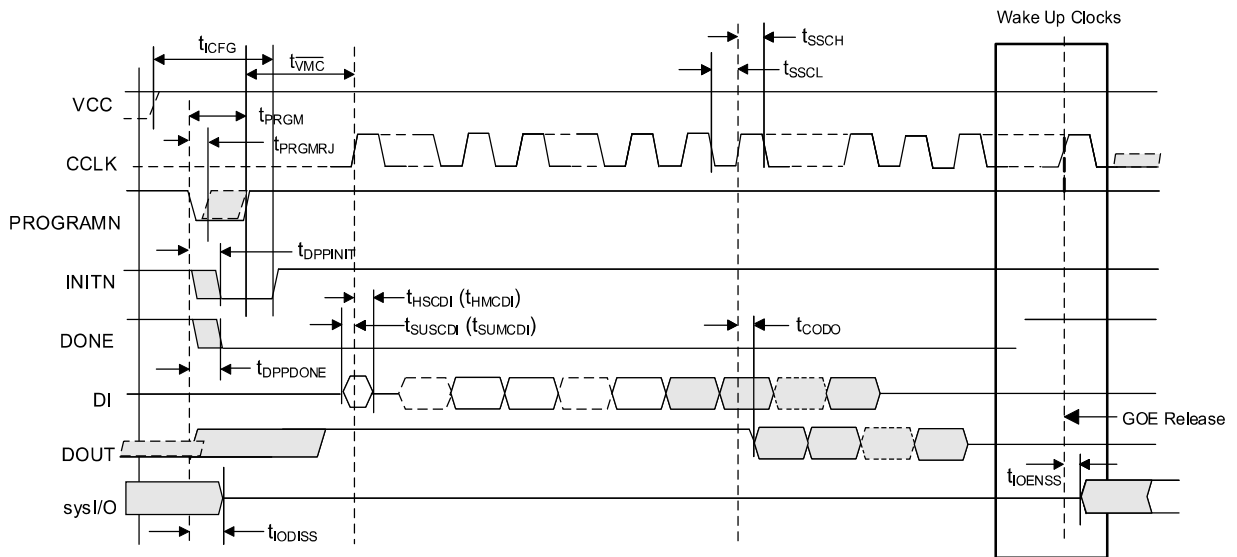 Wake Up Clocks
tICFG
tVMC
tSSCH
tSSCL
VCC
tPRGM
tPRGMRJ
CCLK
PROGRAMN
tDPPINIT
INITN
tHSCDI (tHMCDI)
tSUSCDI (tSUMCDI)
tCODO
DONE
tDPPDONE
DI
GOE Release
DOUT
tIOENSS
sysI/O
tIODISS